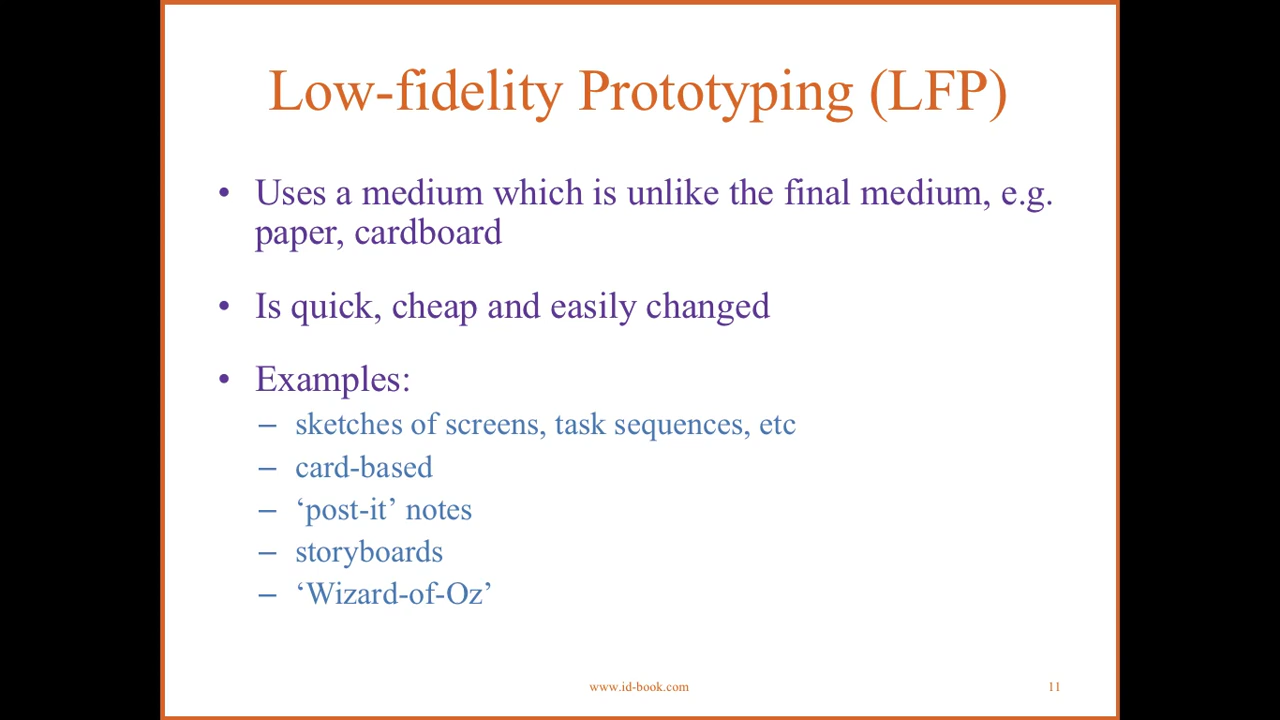 Low-fidelity Prototyping (LFP)
• Uses a medium which is unlike the final medium, e.g.
paper, cardboard
• Is quick, cheap and easily changed
• Examples:
– sketches of screens, task sequences, etc
– card-based
– ‘post-it’ notes
– storyboards
– ‘Wizard-of-Oz’
www.id-book.com
11